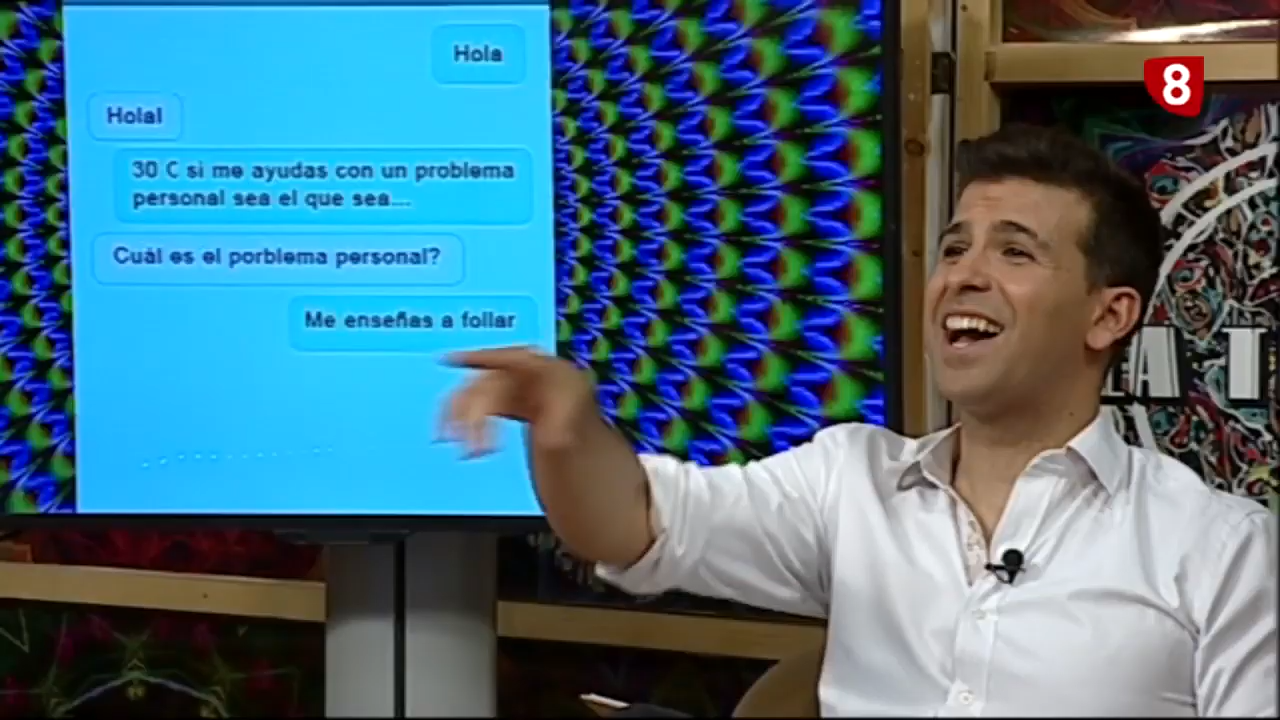 8
Hola
Hola!
30 € si me ayudas con un problema
personal sea el que sea...
Cuál es el porblema personal?
Me enseñas a follar